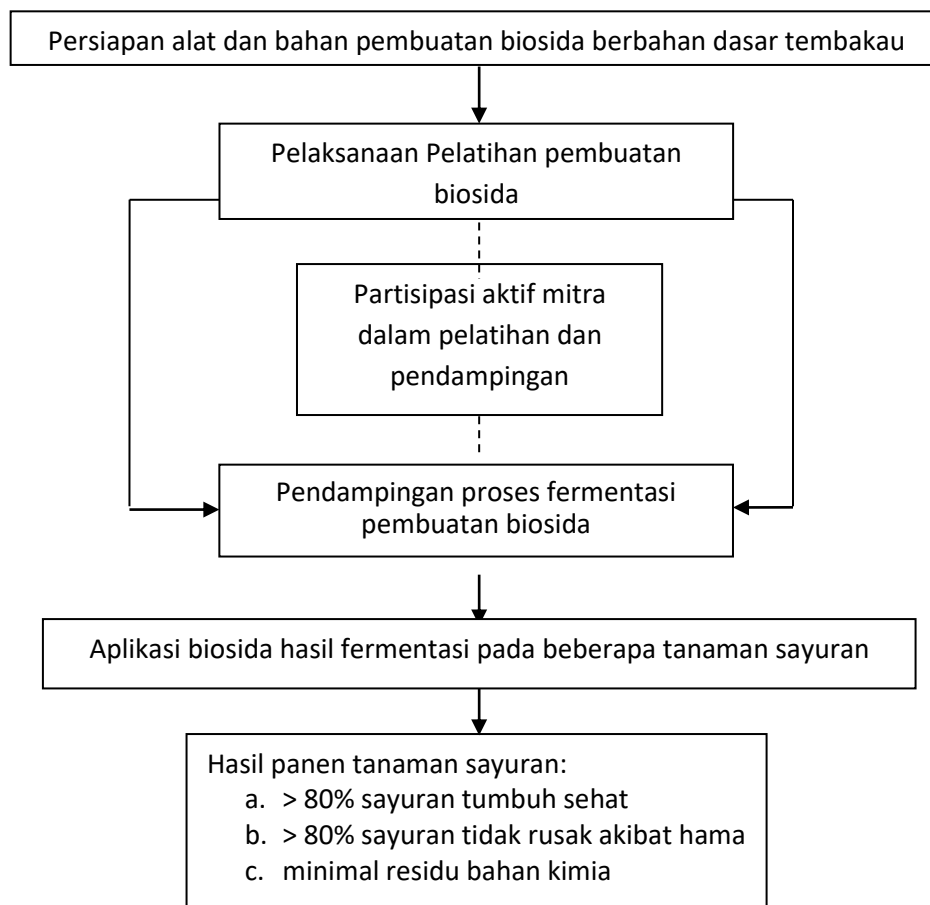 Persiapan alat dan bahan pembuatan biosida berbahan dasar tembakau
Pelaksanaan Pelatihan pembuatan
biosida
Partisipasi aktif mitra
dalam pelatihan dan
pendampingan
Pendampingan proses fermentasi
pembuatan biosida
Aplikasi biosida hasil fermentasi pada beberapa tanaman sayuran
Hasil panen tanaman sayuran:
a. > 80% sayuran tumbuh sehat
b. > 80% sayuran tidak rusak akibat hama
c. minimal residu bahan kimia